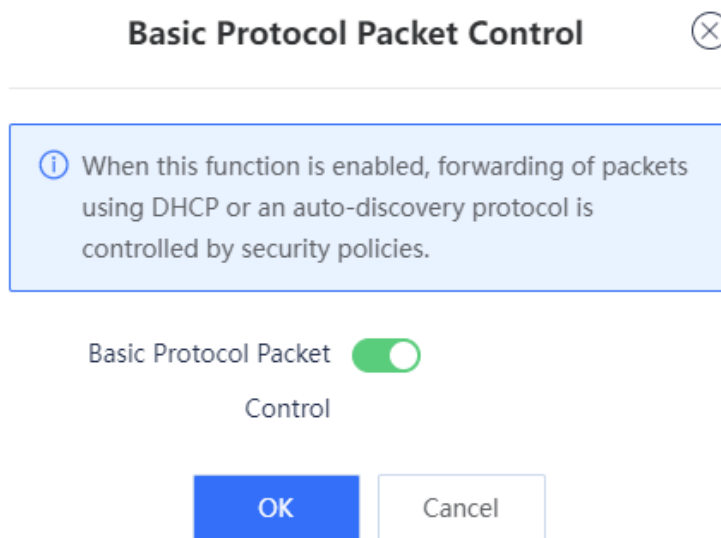 Basic Protocol Packet Control
When this function is enabled, forwarding of packets
using DHCP or an auto-discovery protocol is
controlled by security policies.
Basic Protocol Packet
Control
OK
Cancel